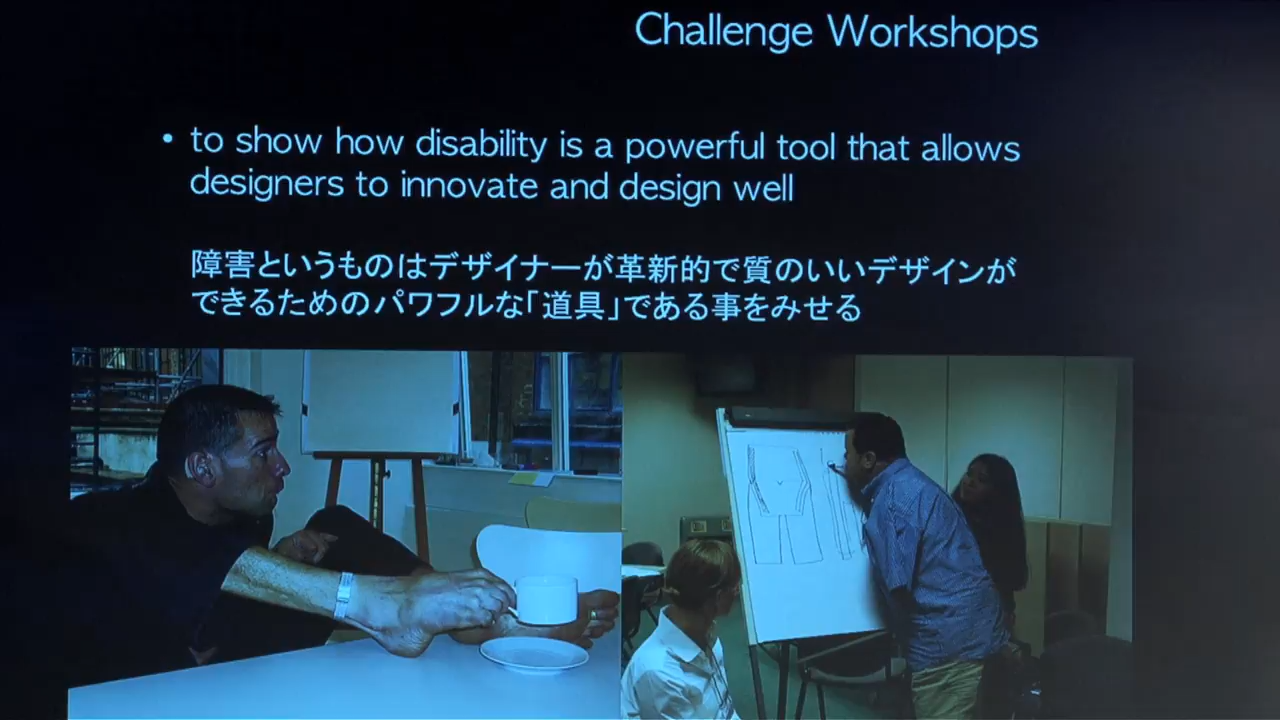 Challenge Workshops
• to show how disability is a powerful tool that allows
designers to innovate and design well
障害というものはデザイナーが革新的で質のいいデザインが
できるためのパワフルな「道具」である事をみせる